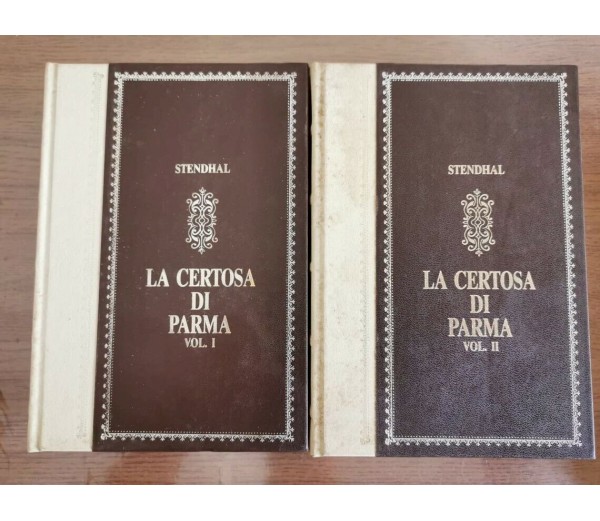 STENDHAL
LA CERTOSA
DI
PARMA
VOL. I
STENDHAL
LA CERTOSA
DI
PARMA
VOL. II